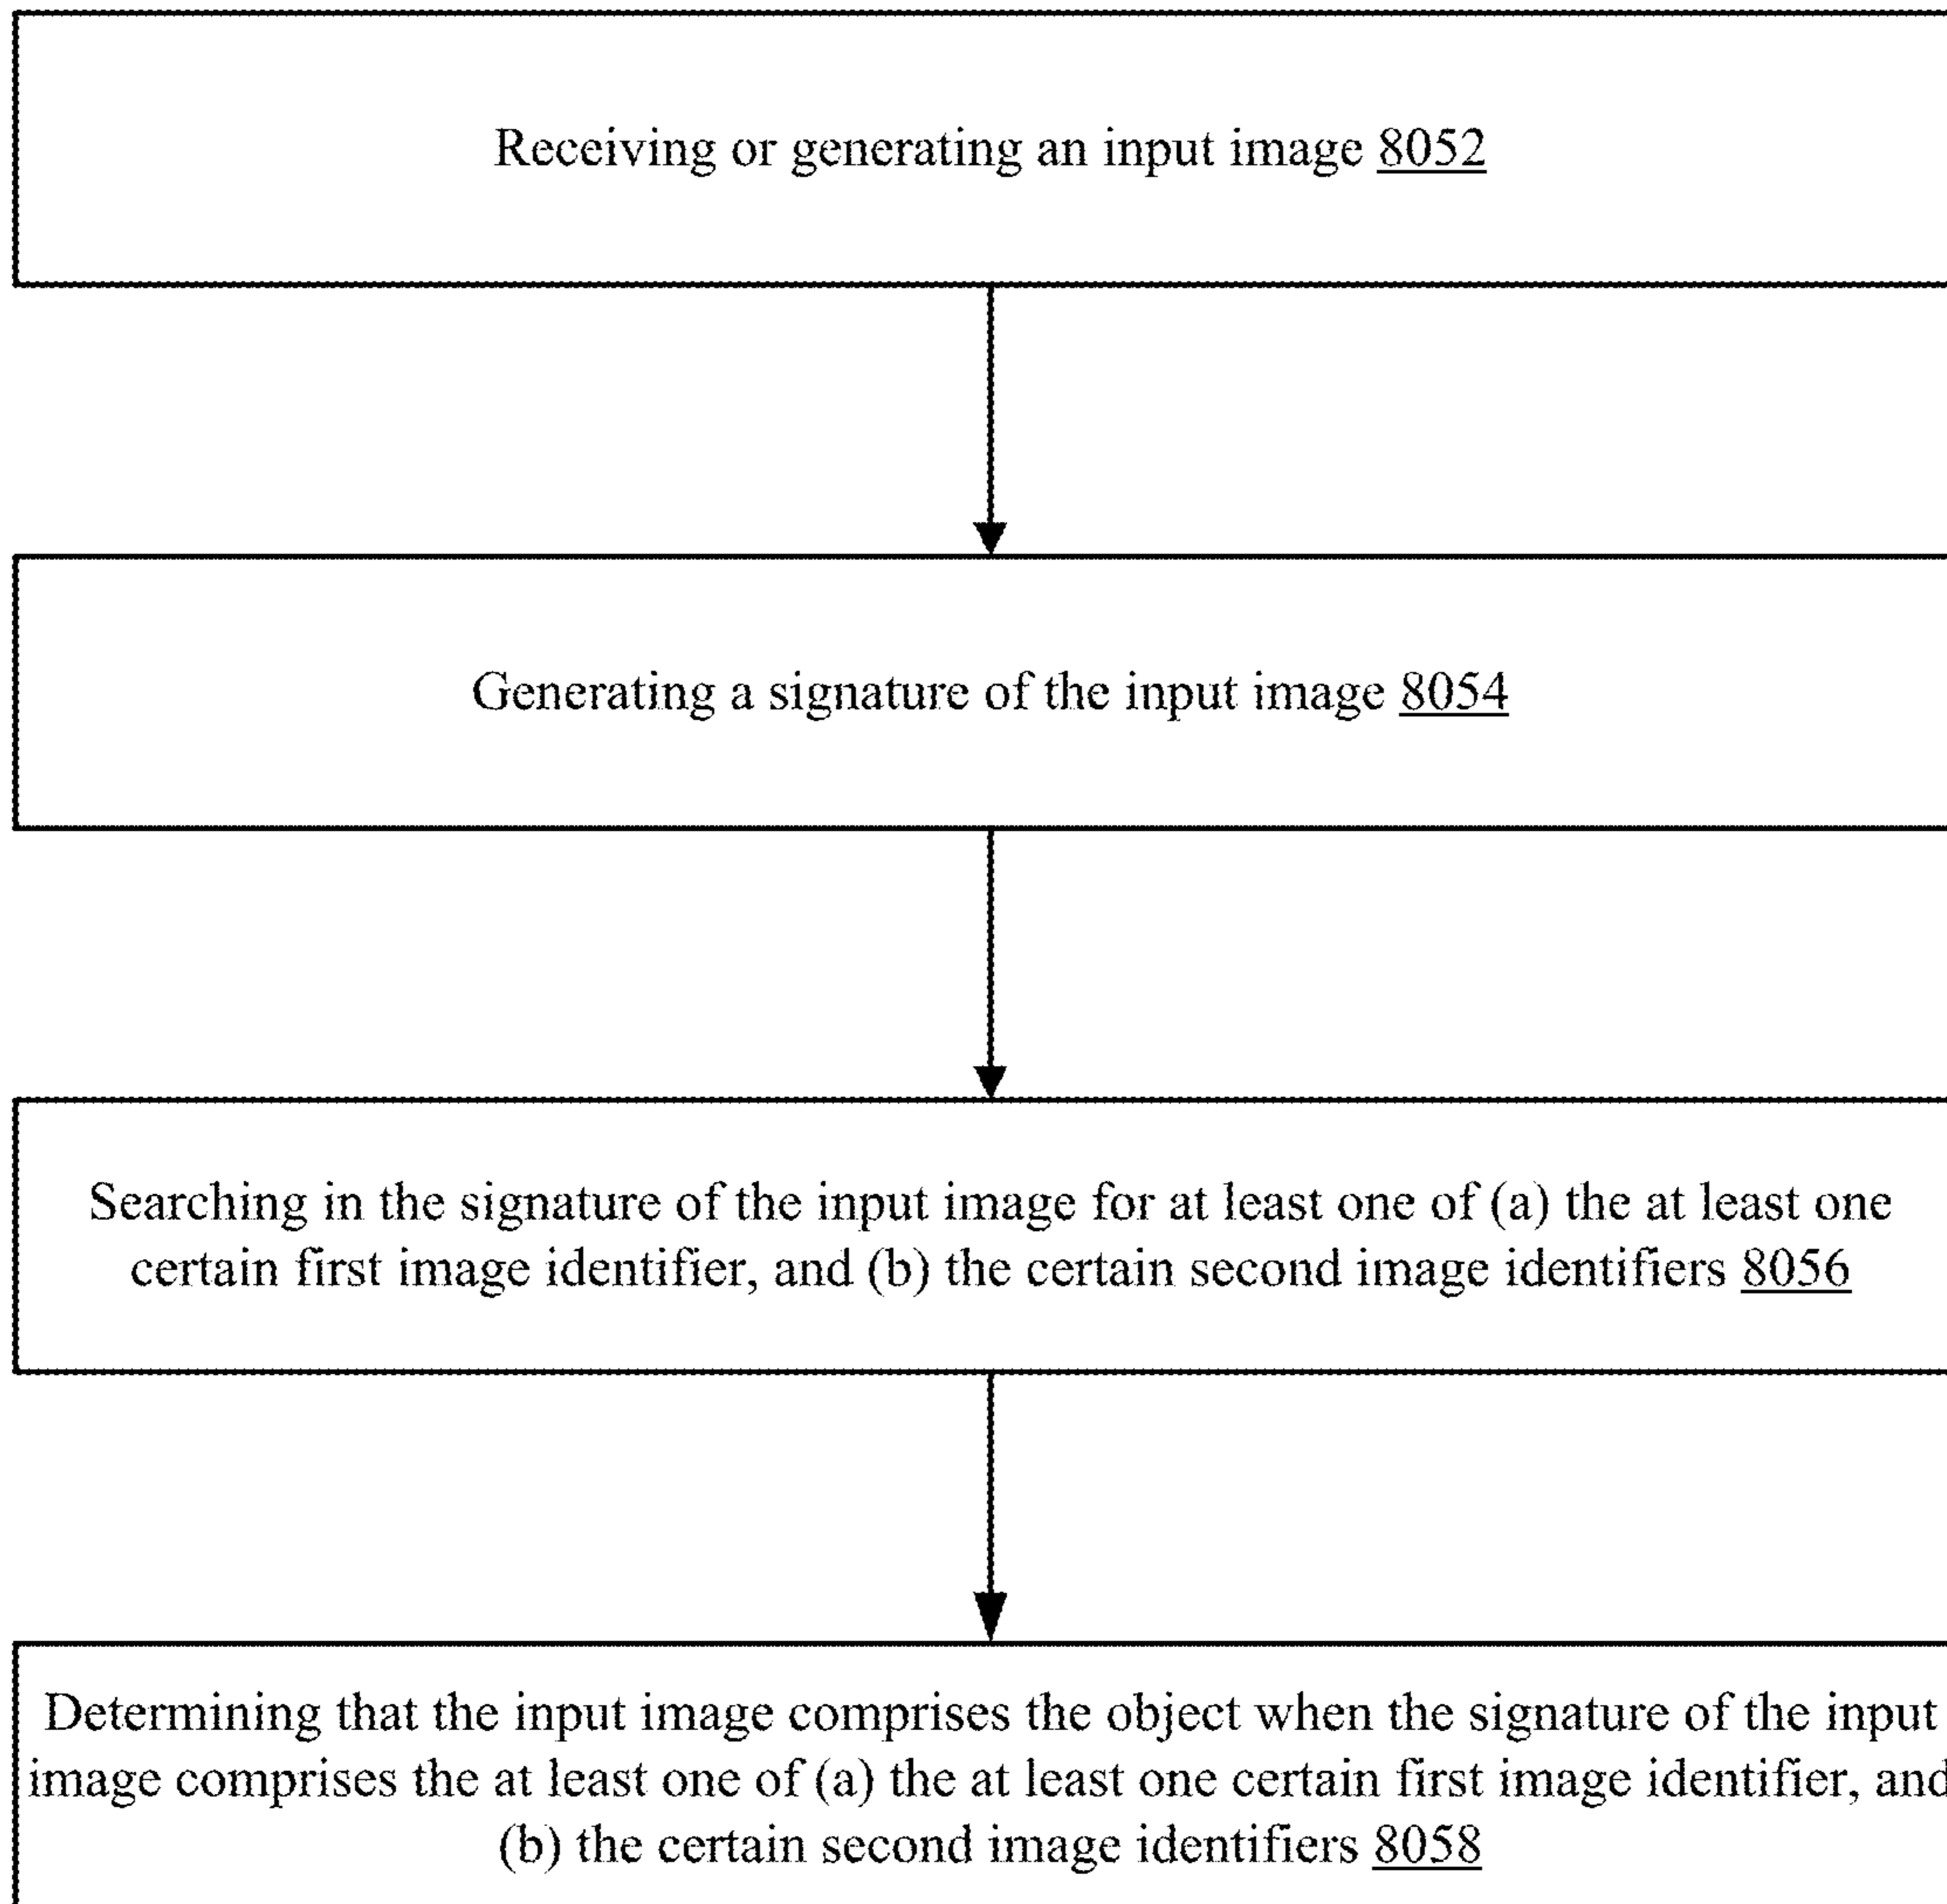 Receiving or generating an input image 8052
Generating a signature of the input image 8054
Searching in the signature of the input image for at least one of (a) the at least one
certain first image identifier, and (b) the certain second image identifiers 8056
Determining that the input image comprises the object when the signature of the input
image comprises the at least one of (a) the at least one certain first image identifier, and
(b) the certain second image identifiers 8058